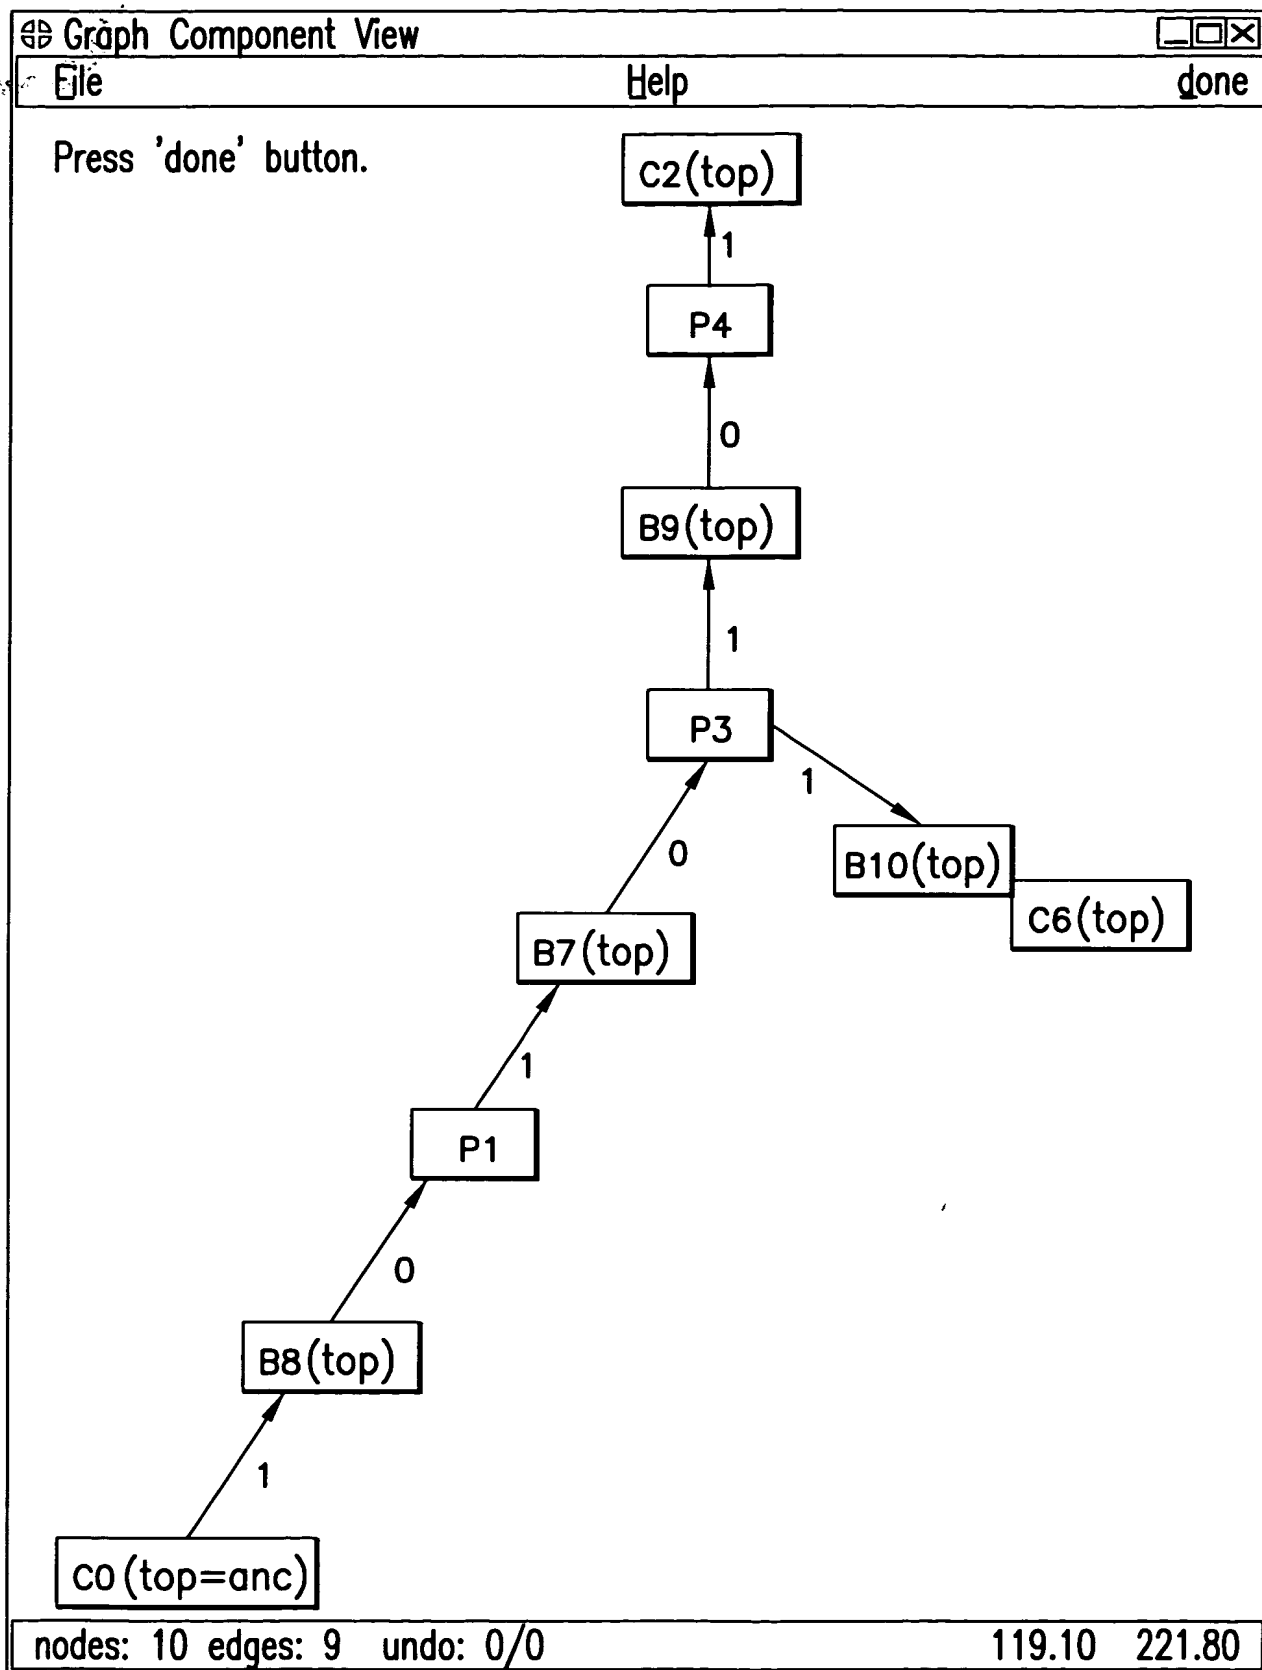 Graph Component View
File Help done
Press 'done' button.
C2(top)
1
P4
0
B9(top)
1
P3
1
0
B10(top)
C6(top)
B7(top)
1
P1
0
B8(top)
1
C0(top=anc)
nodes: 10 edges: 9 undo: 0/0 119.10 221.80